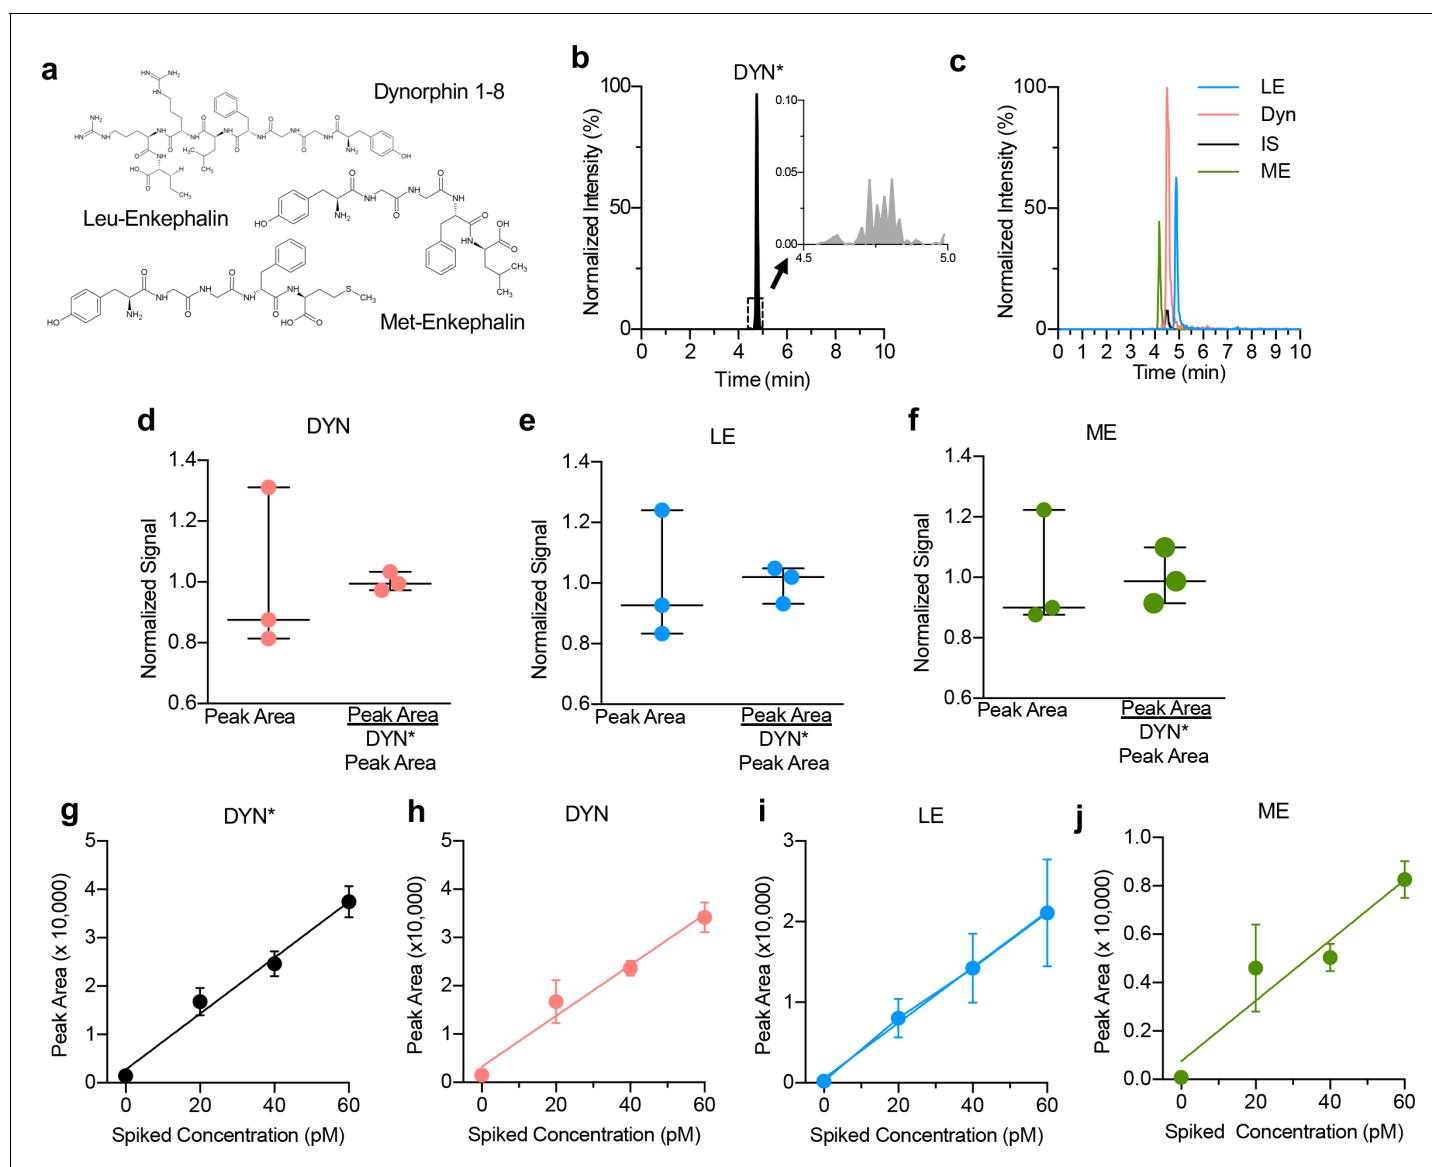 a
Dynorphin 1-8
Leu-Enkephalin
Met-Enkephalin
b
DYN*
Normalized Intensity (%)
100
50
0
0 2 4 6 8 10
Time (min)
0.10
0.05
0.00
4.5 5.0
c
Normalized Intensity (%)
100
50
0
0 1 2 3 4 5 6 7 8 9 10
Time (min)
LE
Dyn
IS
ME
d
DYN
Normalized Signal
1.4
1.2
1.0
0.8
0.6
Peak Area
Peak Area
DYN*
Peak Area
e
LE
Normalized Signal
1.4
1.2
1.0
0.8
0.6
Peak Area
Peak Area
DYN*
Peak Area
f
ME
Normalized Signal
1.4
1.2
1.0
0.8
0.6
Peak Area
Peak Area
DYN*
Peak Area
g
DYN*
Peak Area (x 10,000)
5
4
3
2
1
0
0 20 40 60
Spiked Concentration (pM)
h
DYN
Peak Area (x10,000)
5
4
3
2
1
0
0 20 40 60
Spiked Concentration (pM)
i
LE
Peak Area (x10,000)
3
2
1
0
0 20 40 60
Spiked Concentration (pM)
j
ME
Peak Area (x 10,000)
1.0
0.8
0.6
0.4
0.2
0.0
0 20 40 60
Spiked Concentration (pM)